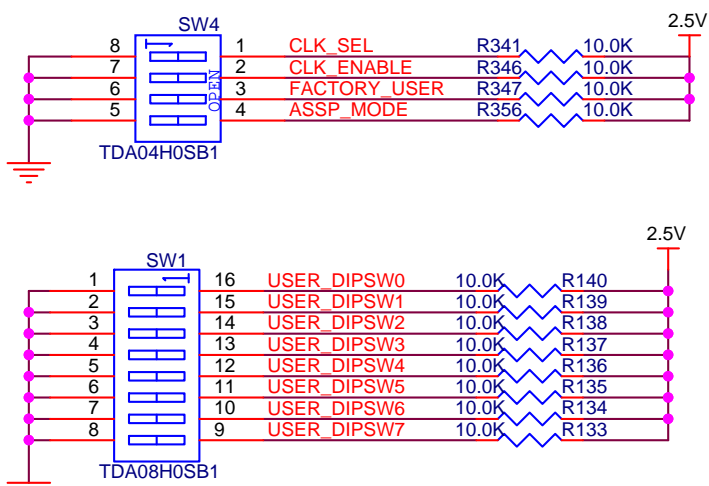 SW4
2.5V
8 1 1 CLK_SEL R341 10.0K
7 2 CLK_ENABLE R346 10.0K
6 3 FACTORY_USER R347 10.0K
5 4 ASSP_MODE R356 10.0K
OPEN
TDA04H0SB1
2.5V
SW1
1 1 16 USER_DIPSW0 10.0K R140
2 15 USER_DIPSW1 10.0K R139
3 14 USER_DIPSW2 10.0K R138
4 13 USER_DIPSW3 10.0K R137
5 12 USER_DIPSW4 10.0K R136
6 11 USER_DIPSW5 10.0K R135
7 10 USER_DIPSW6 10.0K R134
8 9 USER_DIPSW7 10.0K R133
TDA08H0SB1